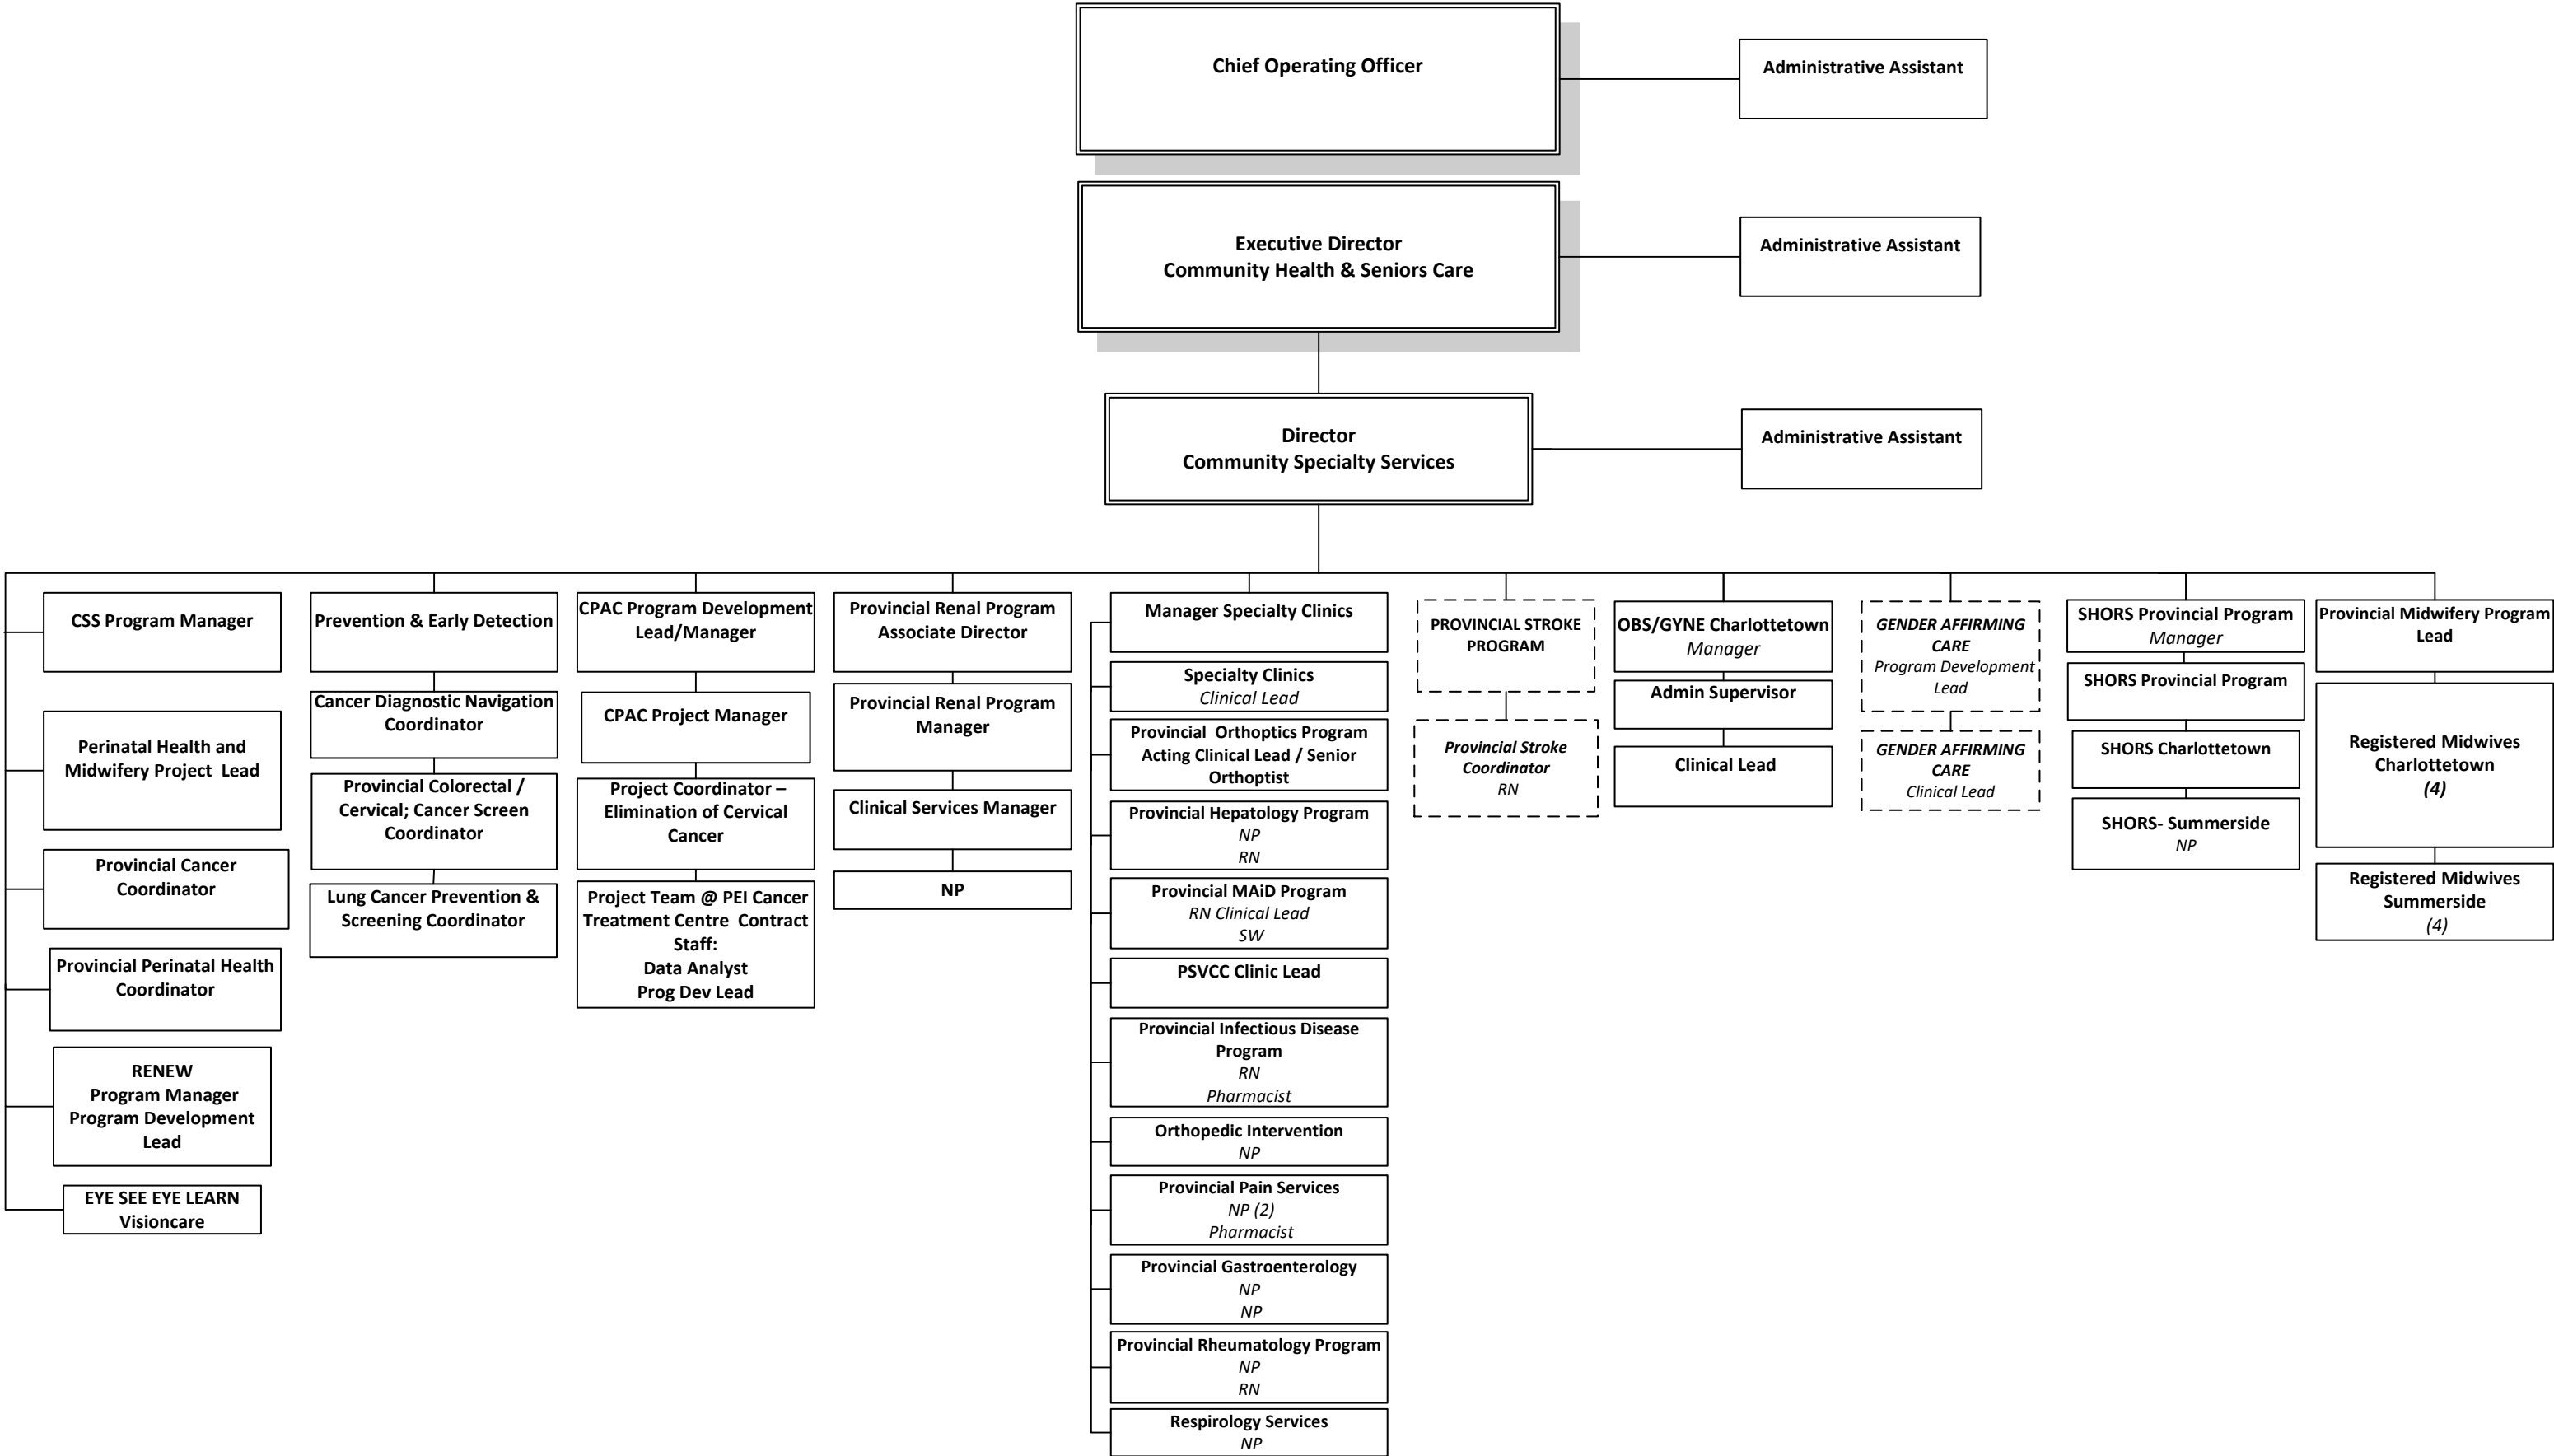 Chief Operating Officer
Administrative Assistant
Executive Director
Community Health & Seniors Care
Administrative Assistant
Director
Community Specialty Services
Administrative Assistant
CSS Program Manager
Perinatal Health and
Midwifery Project Lead
Provincial Cancer
Coordinator
Provincial Perinatal Health
Coordinator
RENEW
Program Manager
Program Development
Lead
EYE SEE EYE LEARN
Visioncare
Prevention & Early Detection
Cancer Diagnostic Navigation
Coordinator
Provincial Colorectal /
Cervical; Cancer Screen
Coordinator
Lung Cancer Prevention &
Screening Coordinator
CPAC Program Development
Lead/Manager
CPAC Project Manager
Project Coordinator –
Elimination of Cervical
Cancer
Project Team @ PEI Cancer
Treatment Centre Contract
Staff:
Data Analyst
Prog Dev Lead
Provincial Renal Program
Associate Director
Provincial Renal Program
Manager
Clinical Services Manager
NP
Manager Specialty Clinics
Specialty Clinics
Clinical Lead
Provincial Orthoptics Program
Acting Clinical Lead / Senior
Orthoptist
Provincial Hepatology Program
NP
RN
Provincial MAiD Program
RN Clinical Lead
SW
PSVCC Clinic Lead
Provincial Infectious Disease
Program
RN
Pharmacist
Orthopedic Intervention
NP
Provincial Pain Services
NP (2)
Pharmacist
Provincial Gastroenterology
NP
NP
Provincial Rheumatology Program
NP
RN
Respirology Services
NP
PROVINCIAL STROKE
PROGRAM
Provincial Stroke
Coordinator
RN
OBS/GYNE Charlottetown
Manager
Admin Supervisor
Clinical Lead
GENDER AFFIRMING
CARE
Program Development
Lead
GENDER AFFIRMING
CARE
Clinical Lead
SHORS Provincial Program
Manager
SHORS Provincial Program
SHORS Charlottetown
SHORS- Summerside
NP
Provincial Midwifery Program
Lead
Registered Midwives
Charlottetown
(4)
Registered Midwives
Summerside
(4)